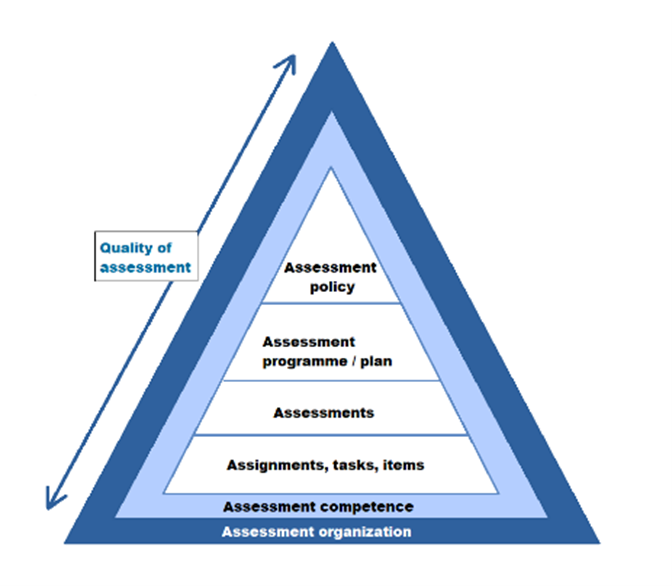 Quality of
assessment
Assessment
policy
Assessment
programme / plan
Assessments
Assignments, tasks, items
Assessment competence
Assessment organization